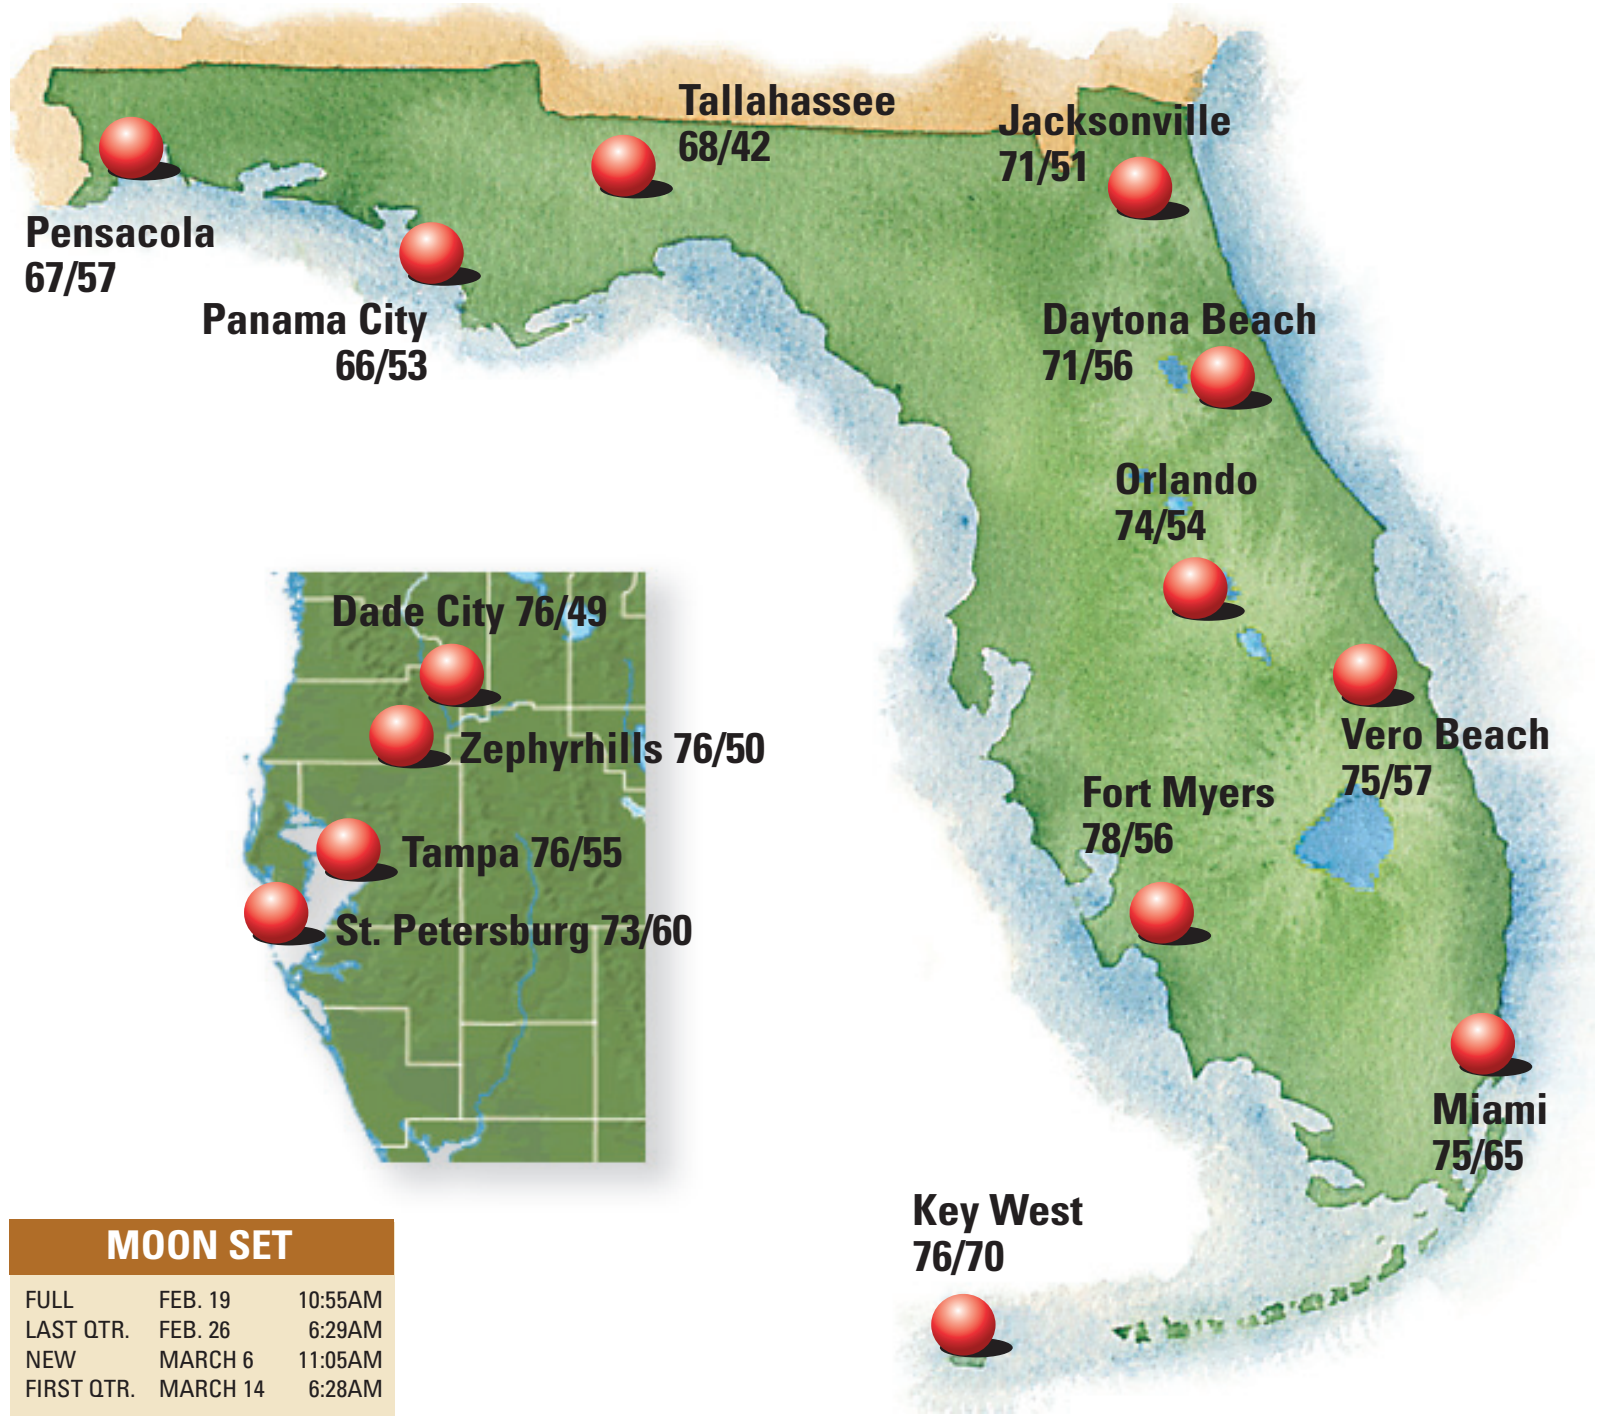 Tallahassee
68/42
Jacksonville
71/51
Pensacola
67/57
Panama City
66/53
Daytona Beach
71/56
Orlando
74/54
Dade City 76/49
Zephyrhills 76/50
Tampa 76/55
St. Petersburg 73/60
Vero Beach
75/57
Fort Myers
78/56
Miami
75/65
Key West
76/70
MOON SET
FULL FEB. 19 10:55AM
LAST QTR. FEB. 26 6:29AM
NEW MARCH 6 11:05AM
FIRST QTR. MARCH 14 6:28AM